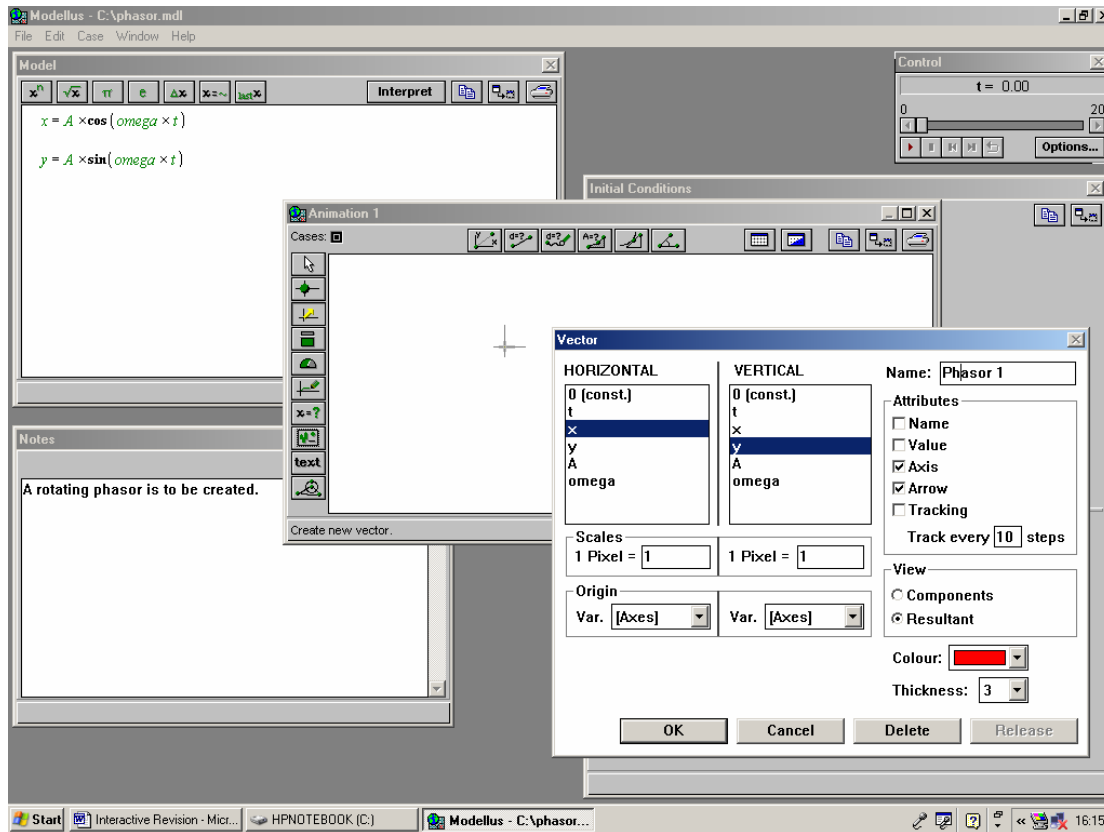 Modellus - C:\phasor.mdl
File Edit Case Window Help
Model
xⁿ √x π e Δx x=~ last x Interpret
x = A ×cos( omega × t )
y = A ×sin( omega × t )
Control
t = 0.00
0 20
Options...
Initial Conditions
Animation 1
Cases:
y x d=? d=? A=?
x=?
text
Create new vector.
Notes
A rotating phasor is to be created.
Vector
HORIZONTAL
0 (const.)
t
x
y
A
omega
VERTICAL
0 (const.)
t
x
y
A
omega
Scales
1 Pixel = 1
1 Pixel = 1
Origin
Var. [Axes]
Var. [Axes]
Name: Phasor 1
Attributes
Name
Value
Axis
Arrow
Tracking
Track every 10 steps
View
Components
Resultant
Colour:
Thickness: 3
OK Cancel Delete Release
Start Interactive Revision - Micr... HPNOTEBOOK (C:) Modellus - C:\phasor... ? « 16:15